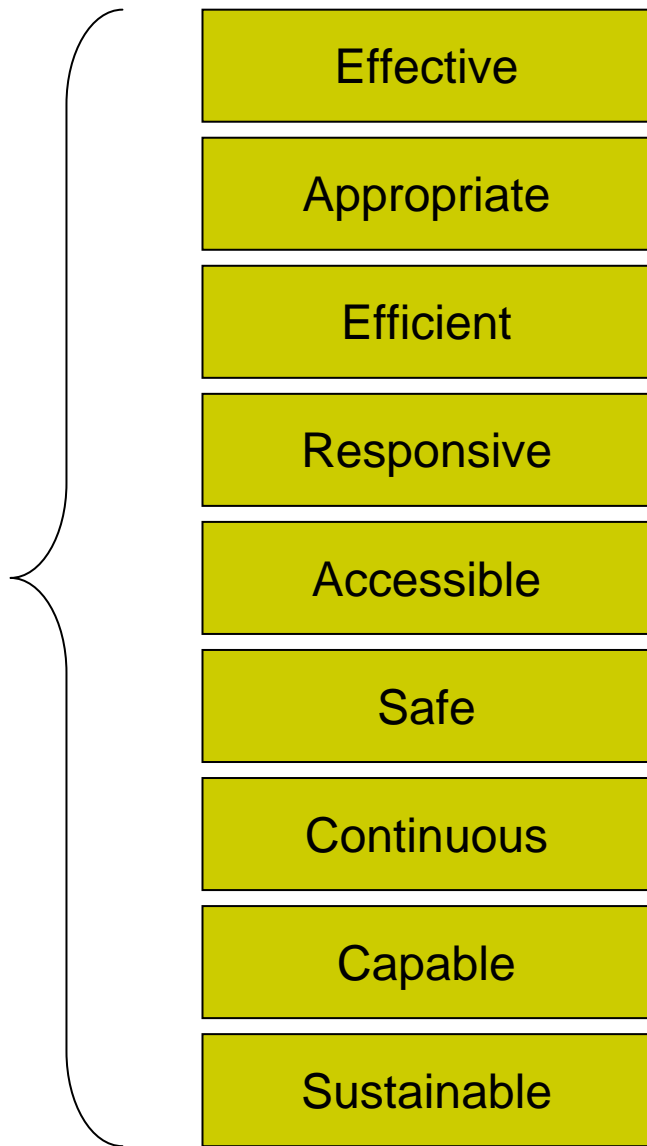 Effective
Appropriate
Efficient
Responsive
Accessible
Safe
Continuous
Capable
Sustainable